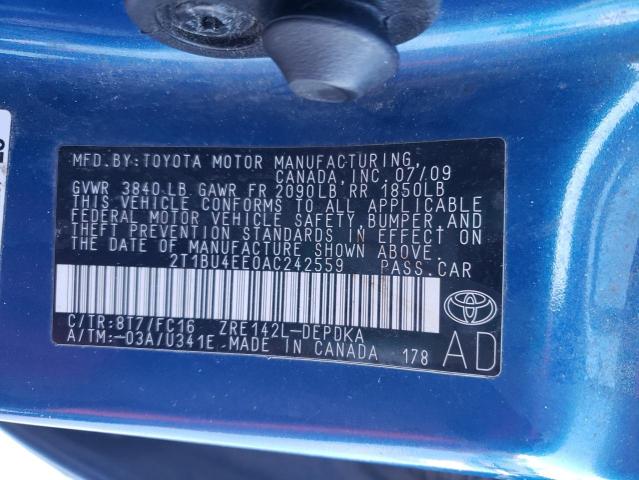 MFD.BY:TOYOTA MOTOR MANUFACTURING,
CANADA, INC. 07/09
GVWR 3840 LB GAWR FR 2090LB RR 1850LB
THIS VEHICLE CONFORMS TO ALL APPLICABLE
FEDERAL MOTOR VEHICLE SAFETY, BUMPER AND
THEFT PREVENTION STANDARDS IN EFFECT ON
THE DATE OF MANUFACTURE SHOWN ABOVE.
2T1BU4EE0AC242559 PASS.CAR
C/TR:8T7/FC16 ZRE142L-DEPDKA
A/TM:-03A/U341E MADE IN CANADA 178 AD